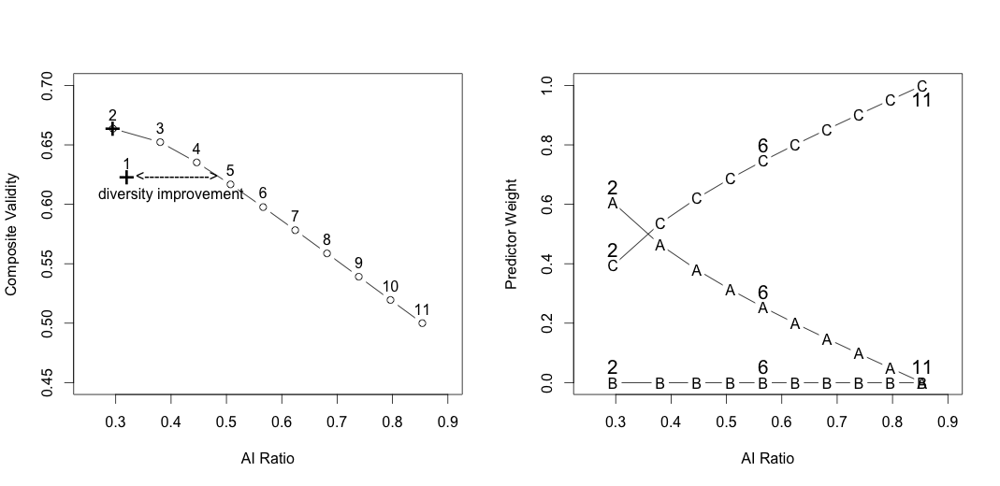 0.70
0.65
0.60
0.55
0.50
0.45
Composite Validity
2
3
4
1
5
diversity improvement
6
7
8
9
10
11
0.3 0.4 0.5 0.6 0.7 0.8 0.9
AI Ratio
1.0
0.8
0.6
0.4
0.2
0.0
Predictor Weight
C
11
C
C
C
6
C
C
C
C
C
2
C
2
A
A
A
A
6
A
A
A
A
A
A
2 6 11
B B B B B B B B B B
0.3 0.4 0.5 0.6 0.7 0.8 0.9
AI Ratio